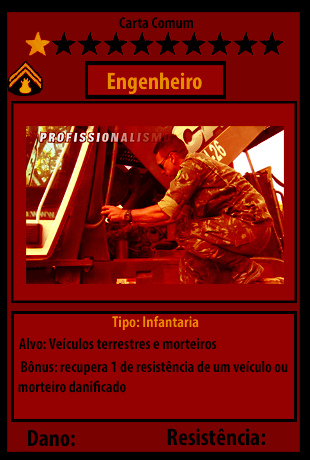 Carta Comum
Engenheiro
PROFISSIONALISM
Tipo: Infantaria
Alvo: Veículos terrestres e morteiros
Bônus: recupera 1 de resistência de um veículo ou
morteiro danificado
Dano: Resistência: